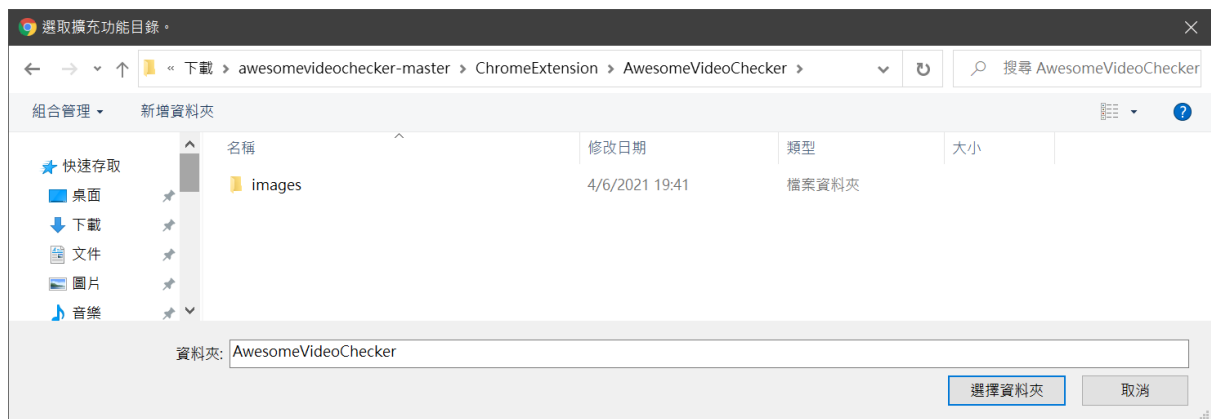 選取擴充功能目錄。
« 下載 › awesomevideochecker-master › ChromeExtension › AwesomeVideoChecker ›
搜尋 AwesomeVideoChecker
組合管理 新增資料夾
名稱 修改日期 類型 大小
快速存取
images 4/6/2021 19:41 檔案資料夾
桌面
下載
文件
圖片
音樂
資料夾: AwesomeVideoChecker
選擇資料夾 取消